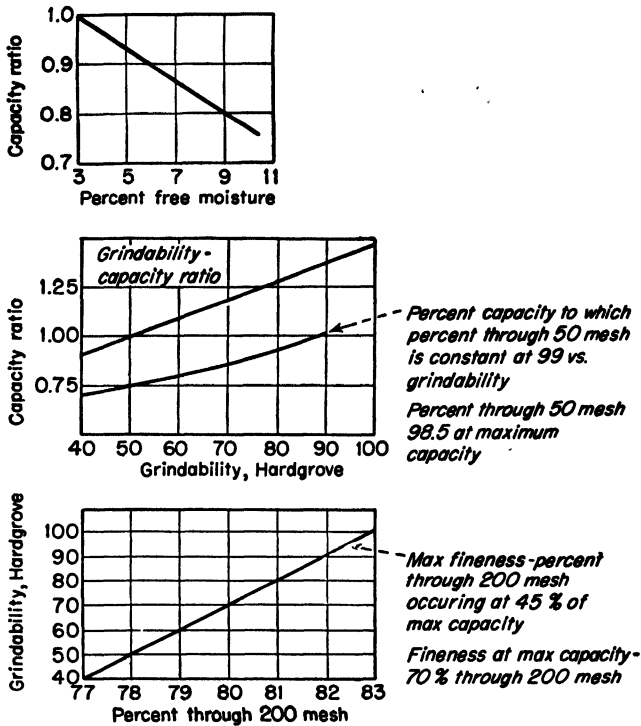 Capacity ratio
1.0
0.9
0.8
0.7
3 5 7 9 11
Percent free moisture
Capacity ratio
Grindability-
capacity ratio
1.25
1.00
0.75
40 50 60 70 80 90 100
Grindability, Hardgrove
Percent capacity to which
percent through 50 mesh
is constant at 99 vs.
grindability
Percent through 50 mesh
98.5 at maximum
capacity
Grindability, Hardgrove
100
90
80
70
60
50
40
77 78 79 80 81 82 83
Percent through 200 mesh
Max fineness-percent
through 200 mesh
occuring at 45 % of
max capacity
Fineness at max capacity-
70 % through 200 mesh